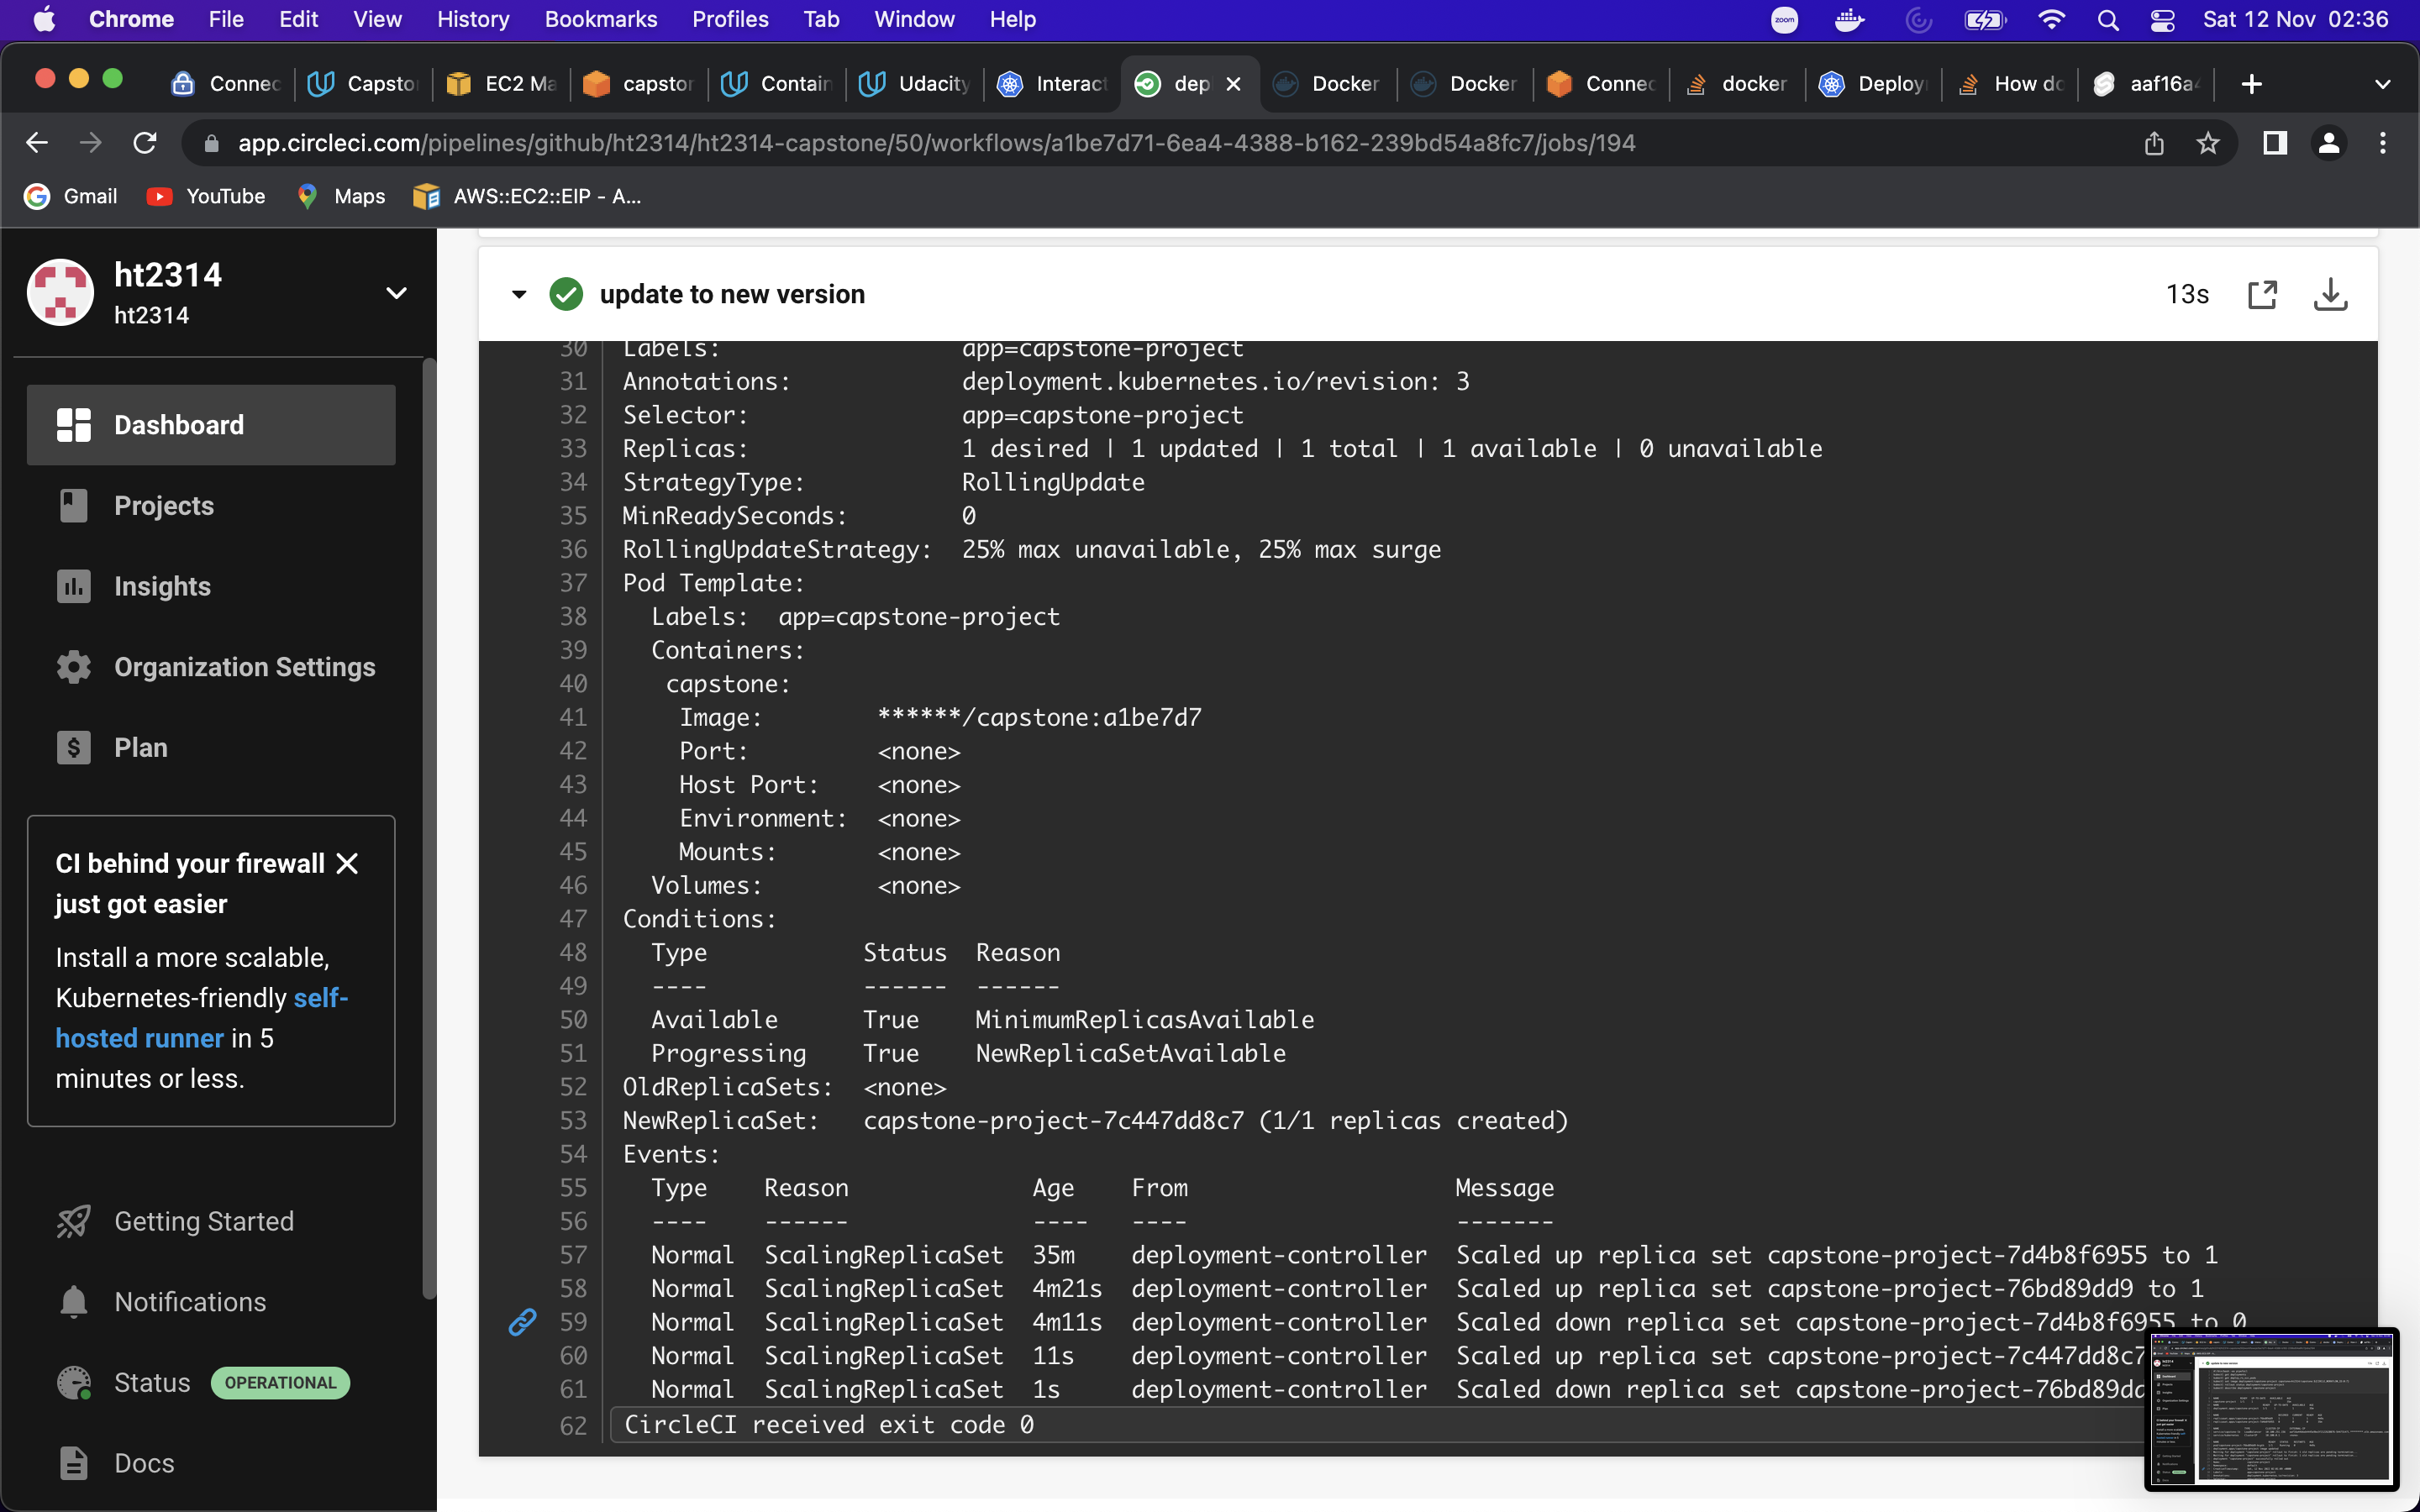 Chrome File Edit View History Bookmarks Profiles Tab Window Help zoom Sat 12 Nov 02:36
Connec Capsto EC2 Ma capstor Contain Udacity Interact dep Docker Docker Connec docker Deploy How do aaf16a
app.circleci.com/pipelines/github/ht2314/ht2314-capstone/50/workflows/a1be7d71-6ea4-4388-b162-239bd54a8fc7/jobs/194
Gmail YouTube Maps AWS::EC2::EIP - A...
ht2314
ht2314
Dashboard
Projects
Insights
Organization Settings
Plan
CI behind your firewall
just got easier
Install a more scalable,
Kubernetes-friendly self-
hosted runner in 5
minutes or less.
Getting Started
Notifications
Status OPERATIONAL
Docs
update to new version 13s
30 Labels: app=capstone-project
31 Annotations: deployment.kubernetes.io/revision: 3
32 Selector: app=capstone-project
33 Replicas: 1 desired | 1 updated | 1 total | 1 available | 0 unavailable
34 StrategyType: RollingUpdate
35 MinReadySeconds: 0
36 RollingUpdateStrategy: 25% max unavailable, 25% max surge
37 Pod Template:
38 Labels: app=capstone-project
39 Containers:
40 capstone:
41 Image: ******/capstone:a1be7d7
42 Port: <none>
43 Host Port: <none>
44 Environment: <none>
45 Mounts: <none>
46 Volumes: <none>
47 Conditions:
48 Type Status Reason
49 ---- ------ ------
50 Available True MinimumReplicasAvailable
51 Progressing True NewReplicaSetAvailable
52 OldReplicaSets: <none>
53 NewReplicaSet: capstone-project-7c447dd8c7 (1/1 replicas created)
54 Events:
55 Type Reason Age From Message
56 ---- ------ ---- ---- -------
57 Normal ScalingReplicaSet 35m deployment-controller Scaled up replica set capstone-project-7d4b8f6955 to 1
58 Normal ScalingReplicaSet 4m21s deployment-controller Scaled up replica set capstone-project-76bd89dd9 to 1
59 Normal ScalingReplicaSet 4m11s deployment-controller Scaled down replica set capstone-project-7d4b8f6955 to 0
60 Normal ScalingReplicaSet 11s deployment-controller Scaled up replica set capstone-project-7c447dd8c7
61 Normal ScalingReplicaSet 1s deployment-controller Scaled down replica set capstone-project-76bd89dd
62 CircleCI received exit code 0